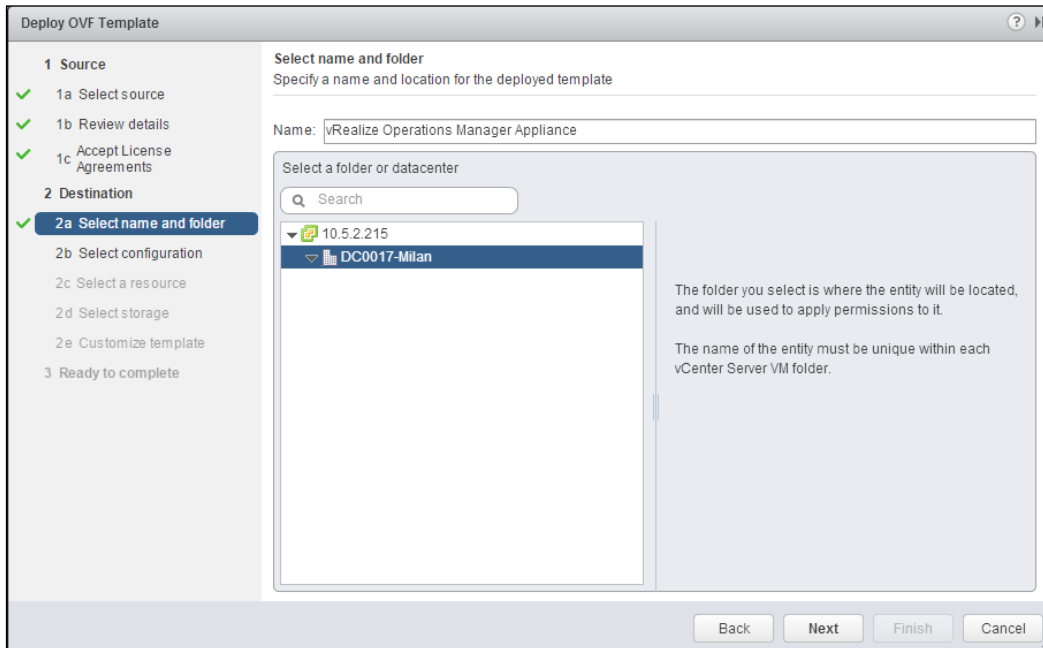 Deploy OVF Template
1 Source
1a Select source
1b Review details
1c Accept License
Agreements
2 Destination
2a Select name and folder
2b Select configuration
2c Select a resource
2d Select storage
2e Customize template
3 Ready to complete
Select name and folder
Specify a name and location for the deployed template
Name: vRealize Operations Manager Appliance
Select a folder or datacenter
Search
10.5.2.215
DC0017-Milan
The folder you select is where the entity will be located,
and will be used to apply permissions to it.
The name of the entity must be unique within each
vCenter Server VM folder.
Back Next Finish Cancel